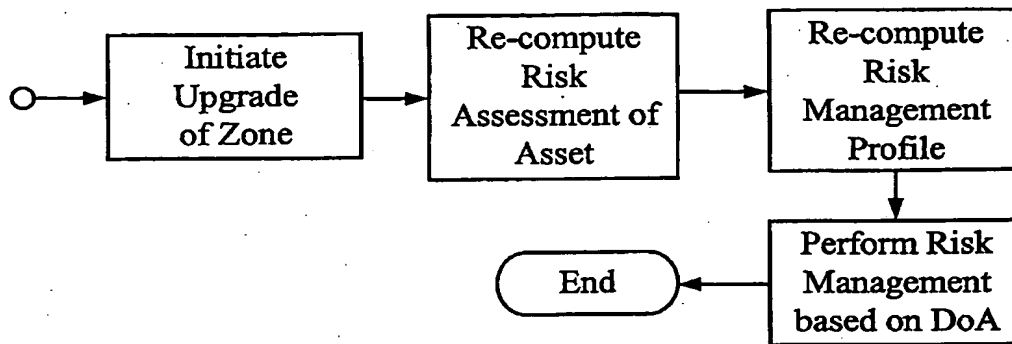 Initiate
Upgrade
of Zone
Re-compute
Risk
Assessment of
Asset
Re-compute
Risk
Management
Profile
Perform Risk
Management
based on DoA
End